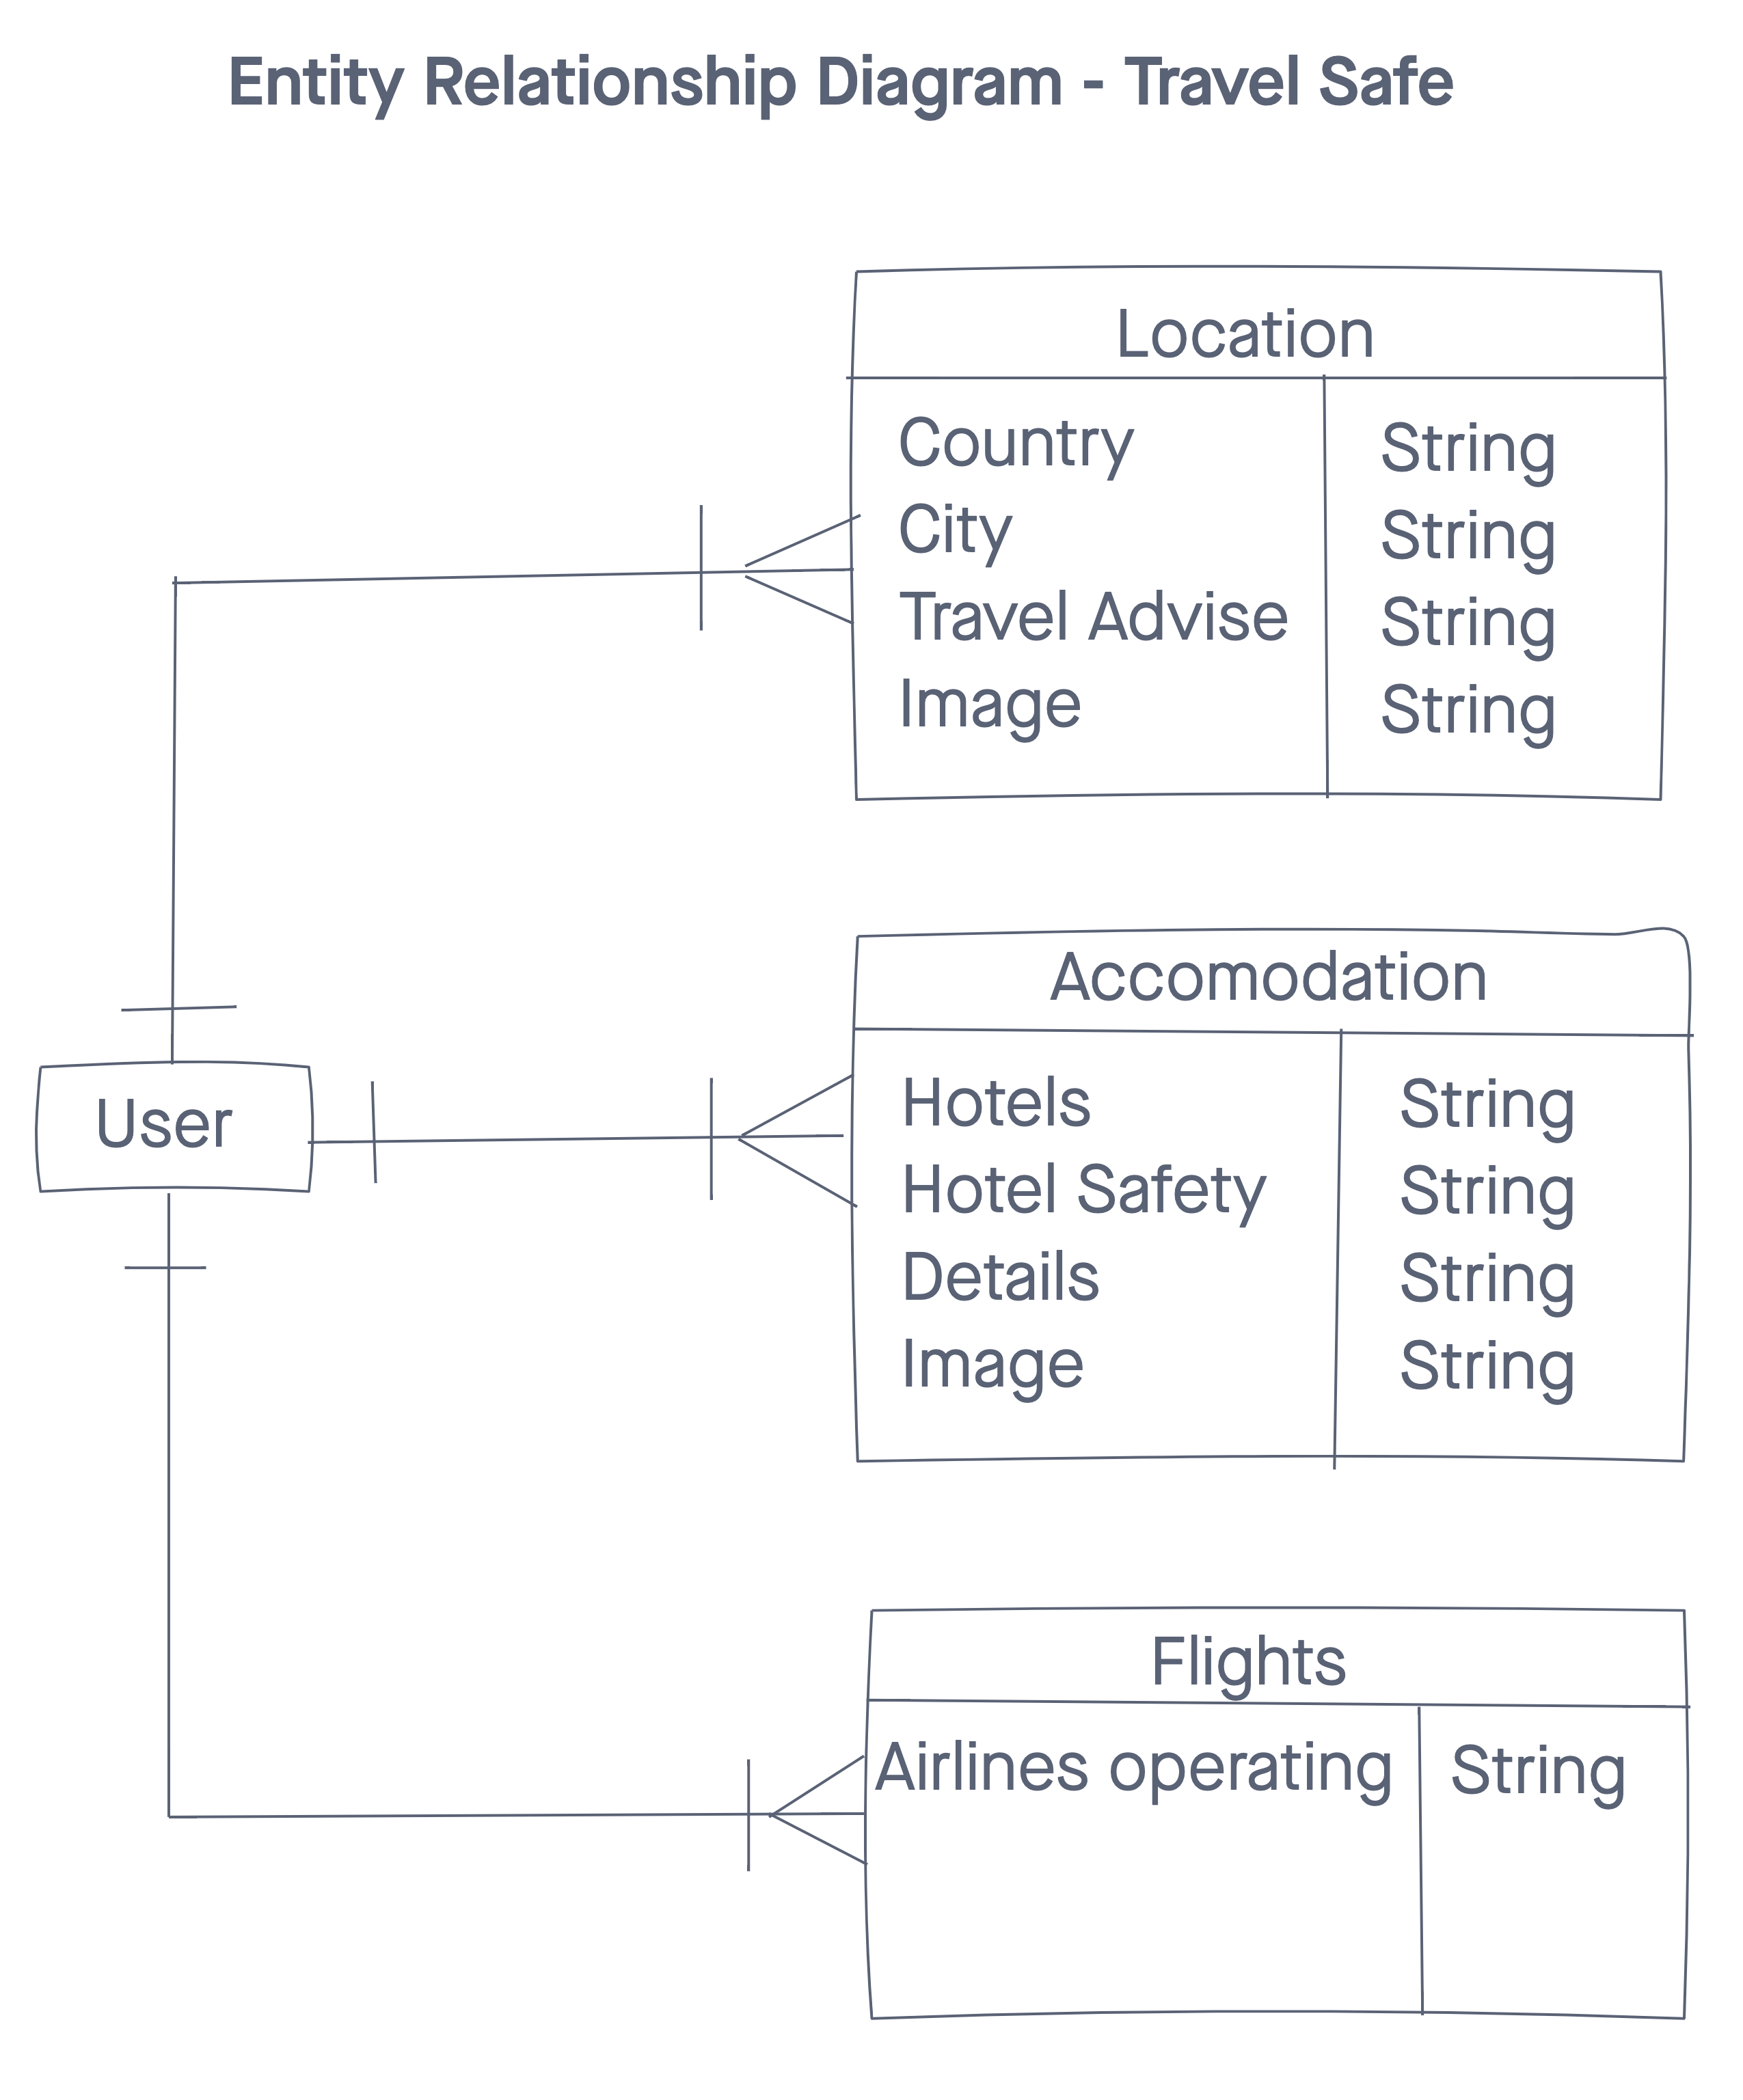 Entity Relationship Diagram - Travel Safe
Location
Country String
City String
Travel Advise String
Image String
Accomodation
User
Hotels String
Hotel Safety String
Details String
Image String
Flights
Airlines operating String